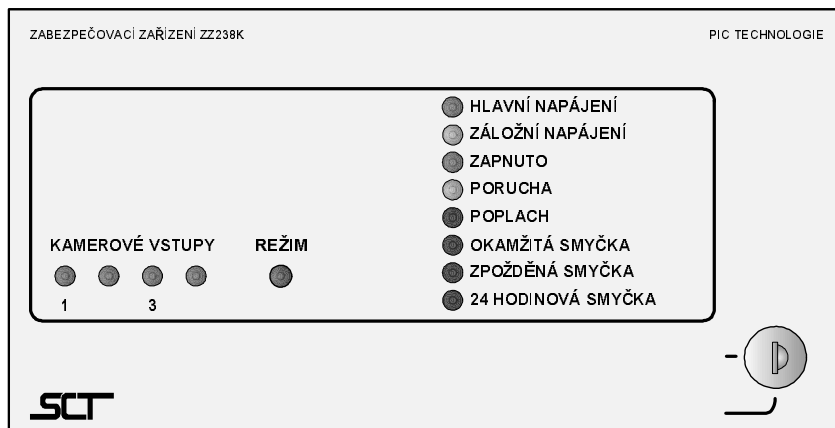 ZABEZPEČOVACÍ ZAŘÍZENÍ ZZ238K
PIC TECHNOLOGIE
HLAVNÍ NAPÁJENÍ
ZÁLOŽNÍ NAPÁJENÍ
ZAPNUTO
PORUCHA
POPLACH
OKAMŽITÁ SMYČKA
ZPOŽDĚNÁ SMYČKA
24 HODINOVÁ SMYČKA
KAMEROVÉ VSTUPY
REŽIM
1 3
SCT